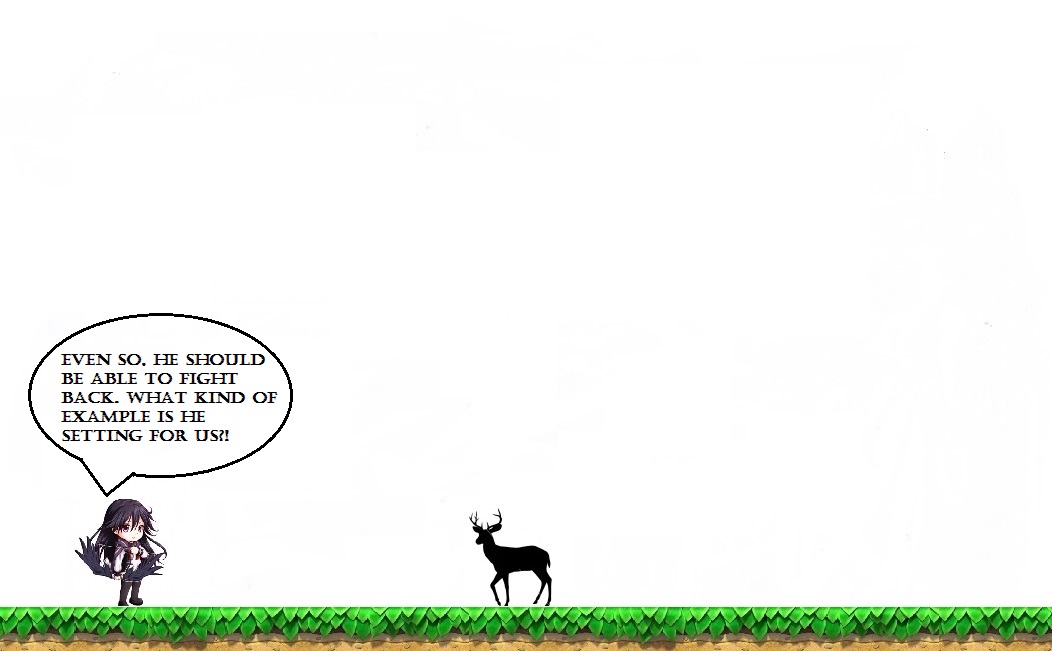 EVEN SO, HE SHOULD
BE ABLE TO FIGHT
BACK. WHAT KIND OF
EXAMPLE IS HE
SETTING FOR US?!